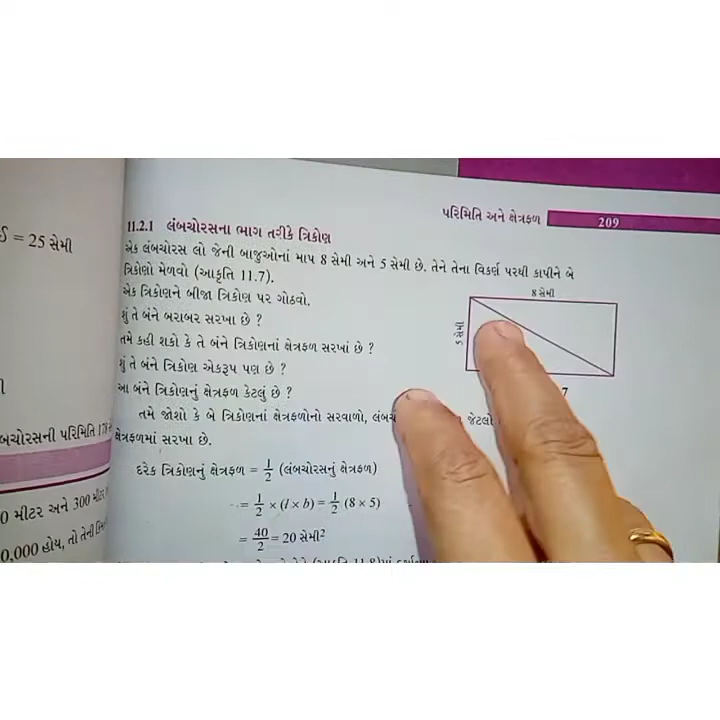 ઈ = 25 સેમી
બચોરસની પરિમિતિ
0 મીટર અને 300 મીટર
0,000 હોય, તો તેની
પરિમિતિ અને ક્ષેત્રફળ 209
11.2.1 લંબચોરસના ભાગ તરીકે ત્રિકોણ
એક લંબચોરસ લો જેની બાજુઓનાં માપ 8 સેમી અને 5 સેમી છે. તેને તેના વિકર્ણ પરથી કાપીને બે
ત્રિકોણો મેળવો (આકૃતિ 11.7).
એક ત્રિકોણને બીજા ત્રિકોણ પર ગોઠવો.
શું તે બંને બરાબર સરખા છે ?
તમે કહી શકો કે તે બંને ત્રિકોણનાં ક્ષેત્રફળ સરખાં છે ?
શું તે બંને ત્રિકોણ એકરૂપ પણ છે ?
આ બંને ત્રિકોણનું ક્ષેત્રફળ કેટલું છે ?
તમે જોશો કે બે ત્રિકોણનાં ક્ષેત્રફળોનો સરવાળો, લંબચ જેટલો
ક્ષેત્રફળમાં સરખા છે.
દરેક ત્રિકોણનું ક્ષેત્રફળ = 1/2 (લંબચોરસનું ક્ષેત્રફળ)
= 1/2 × (l × b) = 1/2 (8 × 5)
= 40/2 = 20 સેમી²
8 સેમી
5 સેમી
7